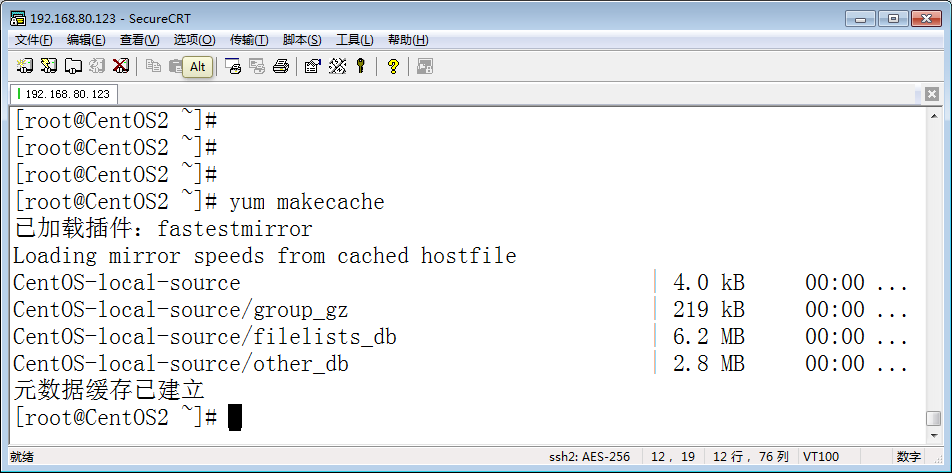 192.168.80.123 - SecureCRT
文件(F) 编辑(E) 查看(V) 选项(O) 传输(T) 脚本(S) 工具(L) 帮助(H)
Alt
192.168.80.123
[root@CentOS2 ~]#
[root@CentOS2 ~]#
[root@CentOS2 ~]#
[root@CentOS2 ~]# yum makecache
已加载插件：fastestmirror
Loading mirror speeds from cached hostfile
CentOS-local-source | 4.0 kB 00:00 ...
CentOS-local-source/group_gz | 219 kB 00:00 ...
CentOS-local-source/filelists_db | 6.2 MB 00:00 ...
CentOS-local-source/other_db | 2.8 MB 00:00 ...
元数据缓存已建立
[root@CentOS2 ~]#
就绪 ssh2: AES-256 12， 19 12 行， 76 列 VT100 数字